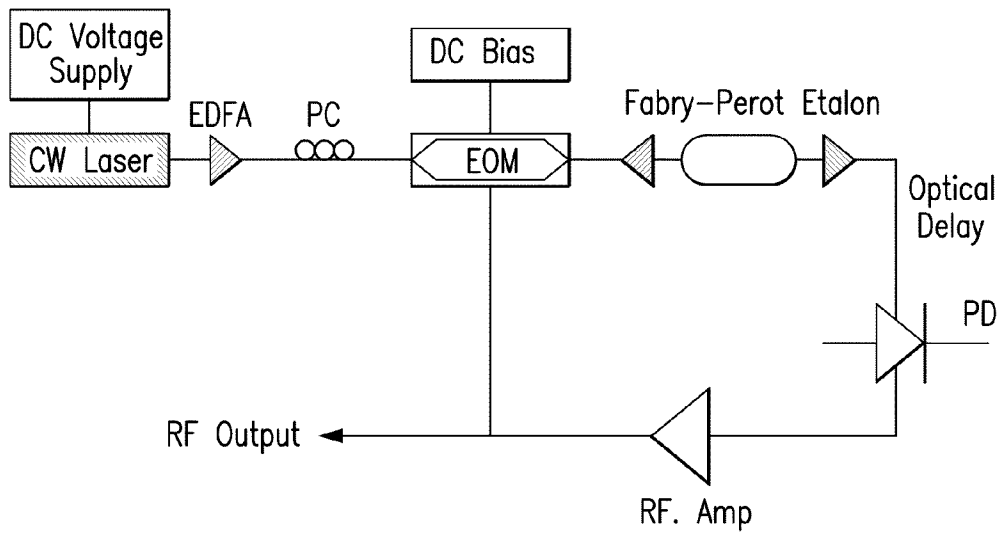 DC Voltage
Supply
DC Bias
EDFA
PC
Fabry-Perot Etalon
CW Laser
EOM
Optical
Delay
PD
RF Output
RF. Amp